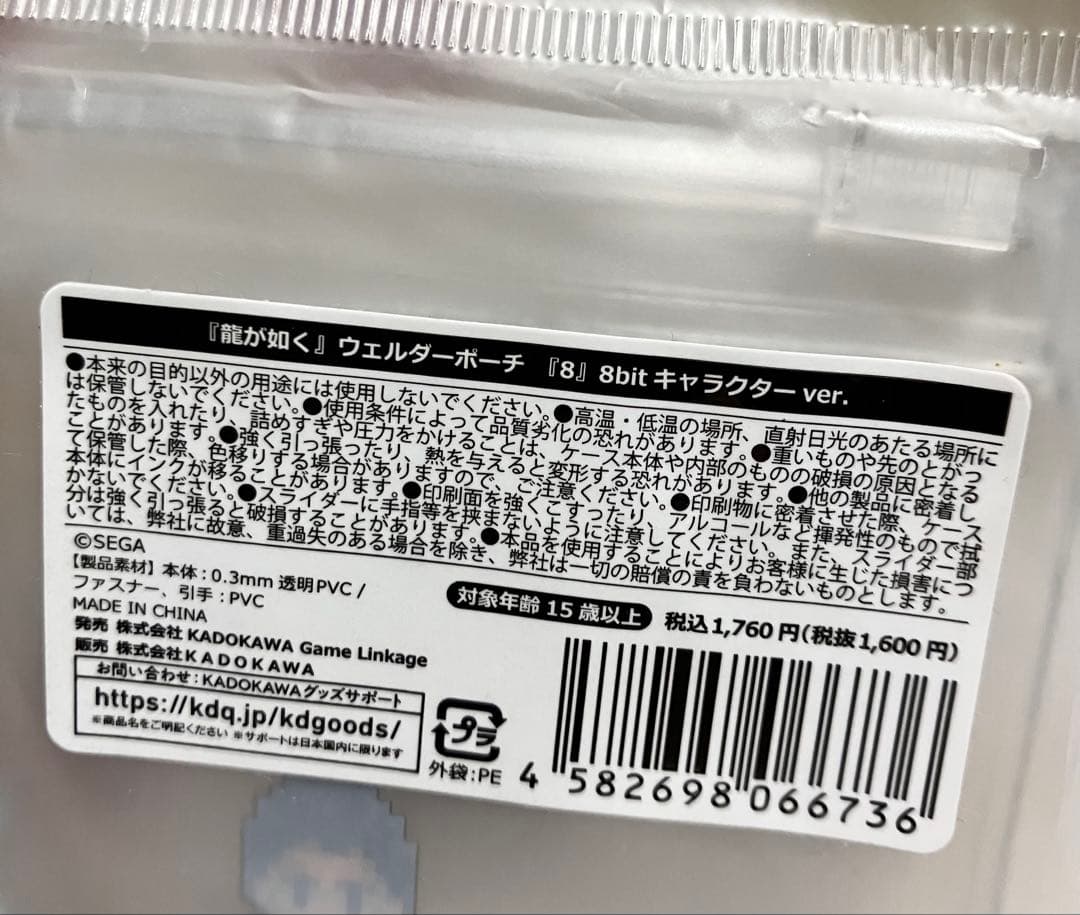 『龍が如く』ウェルダーポーチ 『8』8bitキャラクターver.
●本来の目的以外の用途には使用しないでください。●高温・低温の場所、直射日光のあたる場所に
は保管しないでください。●使用条件によって品質劣化の恐れがあります。●重いものや先のとがっ
たものを入れたり、詰めすぎや圧力をかけることは、ケース本体や内部のものの破損の原因となる
ことがあります。●強く引っ張ったり、熱を与えると変形する恐れがあります。●他の製品に密着し
て保管した際、色移りする場合がありますので、ご注意ください。●印刷物に密着させた際、ケース
本体にインクが移ることがあります。●印刷面を強くこすったり、アルコールなど揮発性のもので拭
かないでください。●スライダーに手指等を挟まないように注意してください。また、スライダー部
分は強く引っ張ると破損することがあります。●本品を使用することによりお客様に生じた損害につ
いては、弊社に故意、重過失のある場合を除き、弊社は一切の賠償の責を負わないものとします。
©SEGA
【製品素材】本体：0.3mm 透明PVC /
ファスナー、引手：PVC
MADE IN CHINA
発売 株式会社 KADOKAWA Game Linkage
販売 株式会社KADOKAWA
お問い合わせ：KADOKAWAグッズサポート
https://kdq.jp/kdgoods/
※商品名をご明記ください ※サポートは日本国内に限ります
対象年齢 15歳以上
税込1,760円(税抜1,600円)
プラ
外袋：PE
4 582698 066736